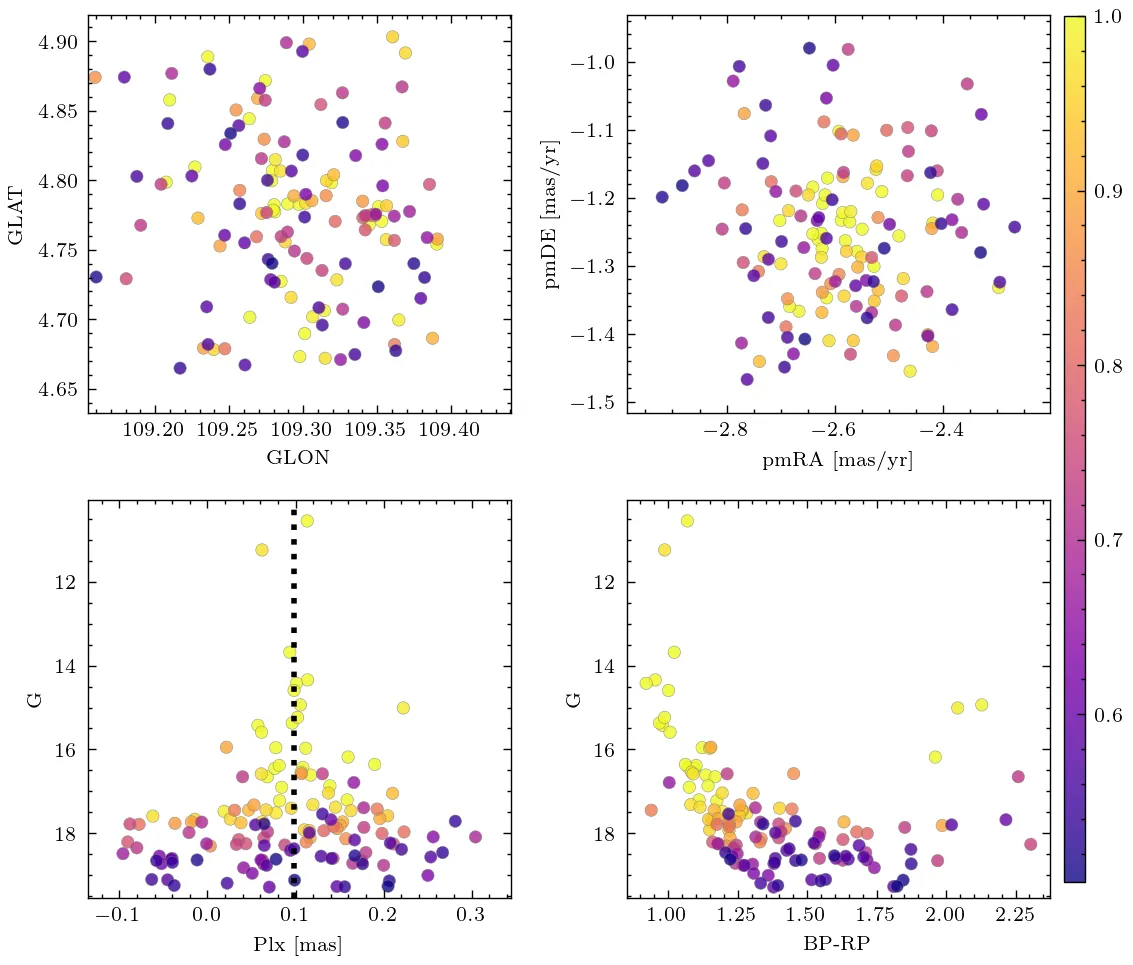 4.90
4.85
4.80
4.75
4.70
4.65
GLAT
109.20 109.25 109.30 109.35 109.40
GLON
−1.0
−1.1
−1.2
−1.3
−1.4
−1.5
pmDE [mas/yr]
−2.8 −2.6 −2.4
pmRA [mas/yr]
1.0
0.9
0.8
0.7
0.6
12
14
16
18
G
−0.1 0.0 0.1 0.2 0.3
Plx [mas]
12
14
16
18
G
1.00 1.25 1.50 1.75 2.00 2.25
BP-RP